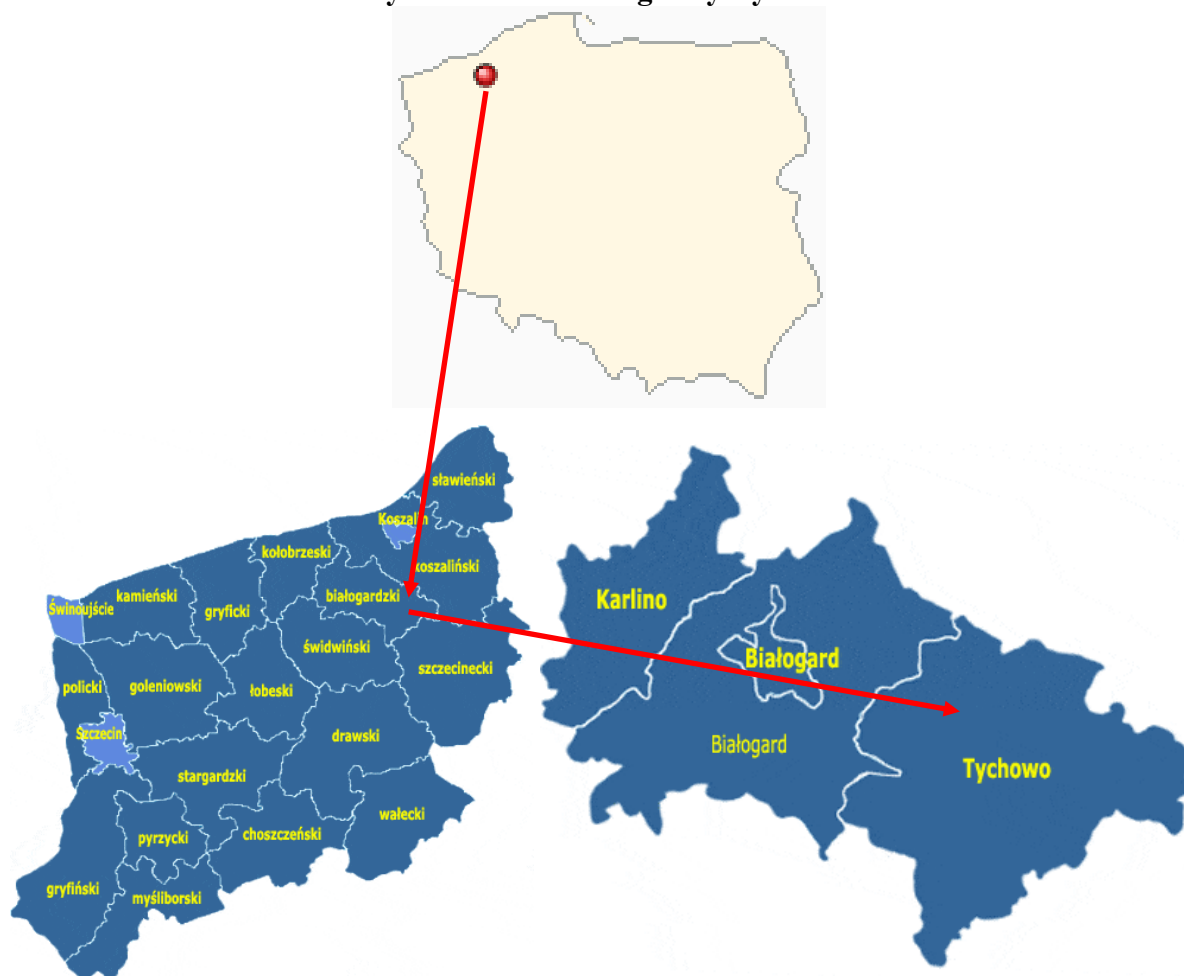 sławieński
Koszalin
kołobrzeski
koszaliński
kamieński
białogardzki
Świnoujście
gryficki
świdwiński
szczecinecki
policki
goleniowski
łobeski
Szczecin
drawski
stargardzki
wałecki
pyrzycki
choszczeński
gryfiński
myśliborski
Karlino
Białogard
Białogard
Tychowo